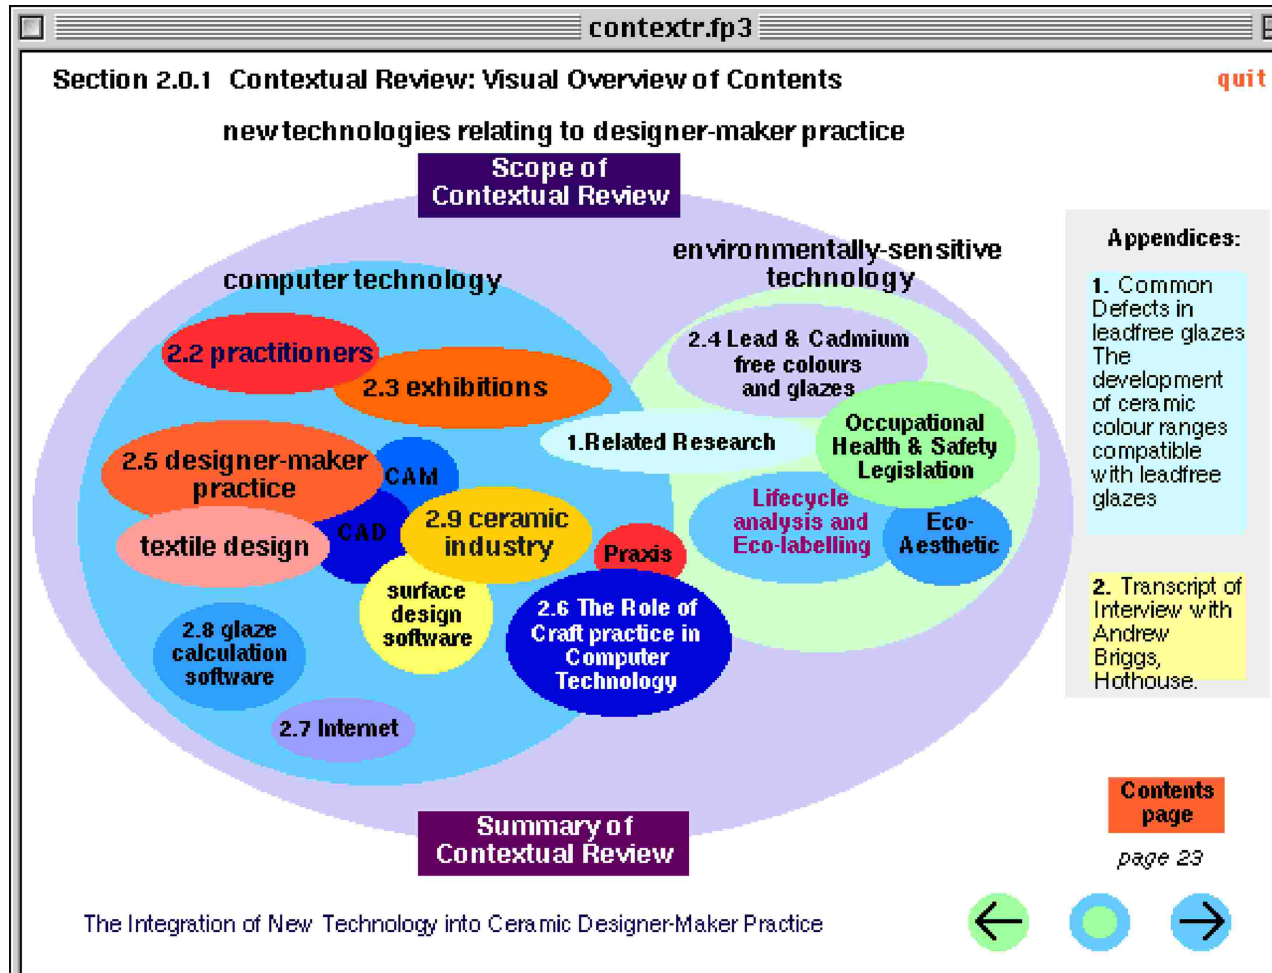 contextr.fp3
Section 2.0.1 Contextual Review: Visual Overview of Contents
quit
new technologies relating to designer-maker practice
Scope of
Contextual Review
computer technology
environmentally-sensitive
technology
2.2 practitioners
2.3 exhibitions
2.4 Lead & Cadmium
free colours
and glazes
1.Related Research
Occupational
Health & Safety
Legislation
2.5 designer-maker
practice
CAM
CAD
textile design
2.9 ceramic
industry
Praxis
Lifecycle
analysis and
Eco-labelling
Eco-
Aesthetic
surface
design
software
2.6 The Role of
Craft practice in
Computer
Technology
2.8 glaze
calculation
software
2.7 Internet
Summary of
Contextual Review
Appendices:
1. Common
Defects in
leadfree glazes
The
development
of ceramic
colour ranges
compatible
with leadfree
glazes
2. Transcript of
Interview with
Andrew
Briggs,
Hothouse.
Contents
page
page 23
The Integration of New Technology into Ceramic Designer-Maker Practice